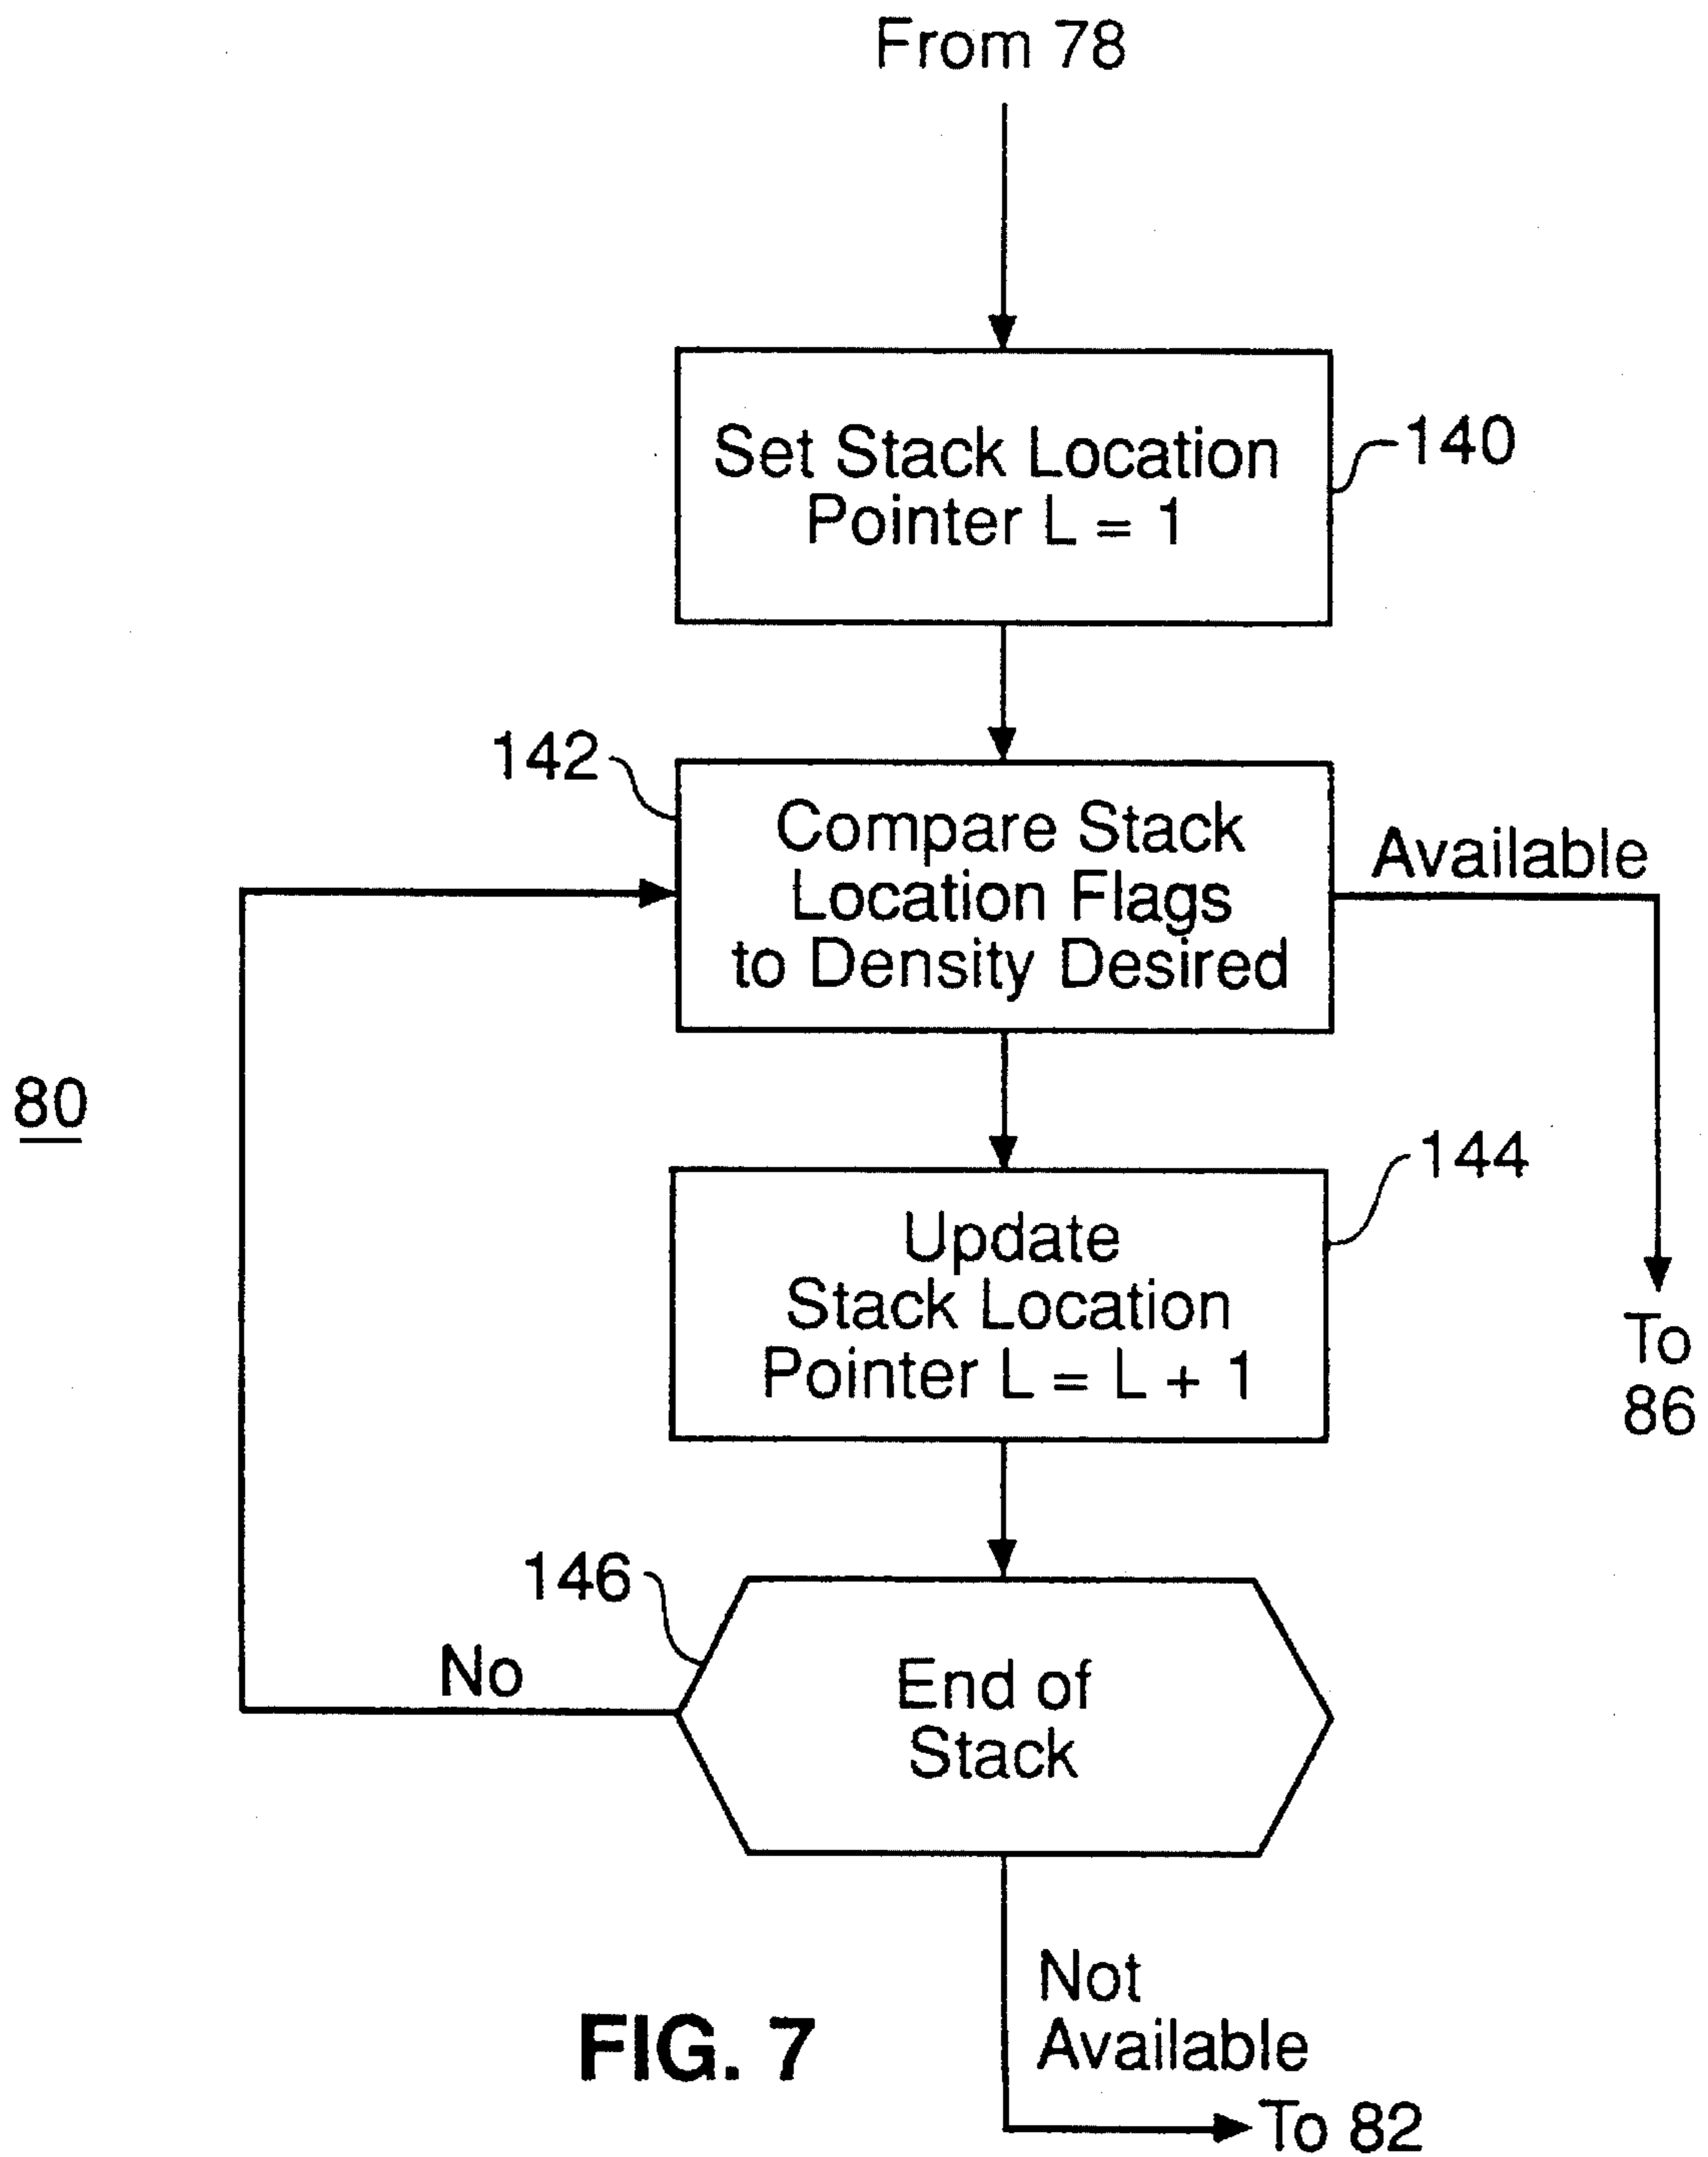 From 78
Set Stack Location
Pointer L = 1
140
142
Compare Stack
Location Flags
to Density Desired
Available
80
144
Update
Stack Location
Pointer L = L + 1
To
86
146
No
End of
Stack
Not
Available
FIG. 7
To 82